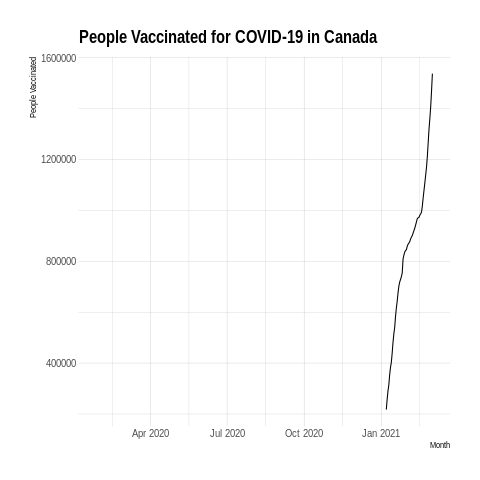 People Vaccinated for COVID-19 in Canada
People Vaccinated
1600000
1200000
800000
400000
Apr 2020
Jul 2020
Oct 2020
Jan 2021
Month